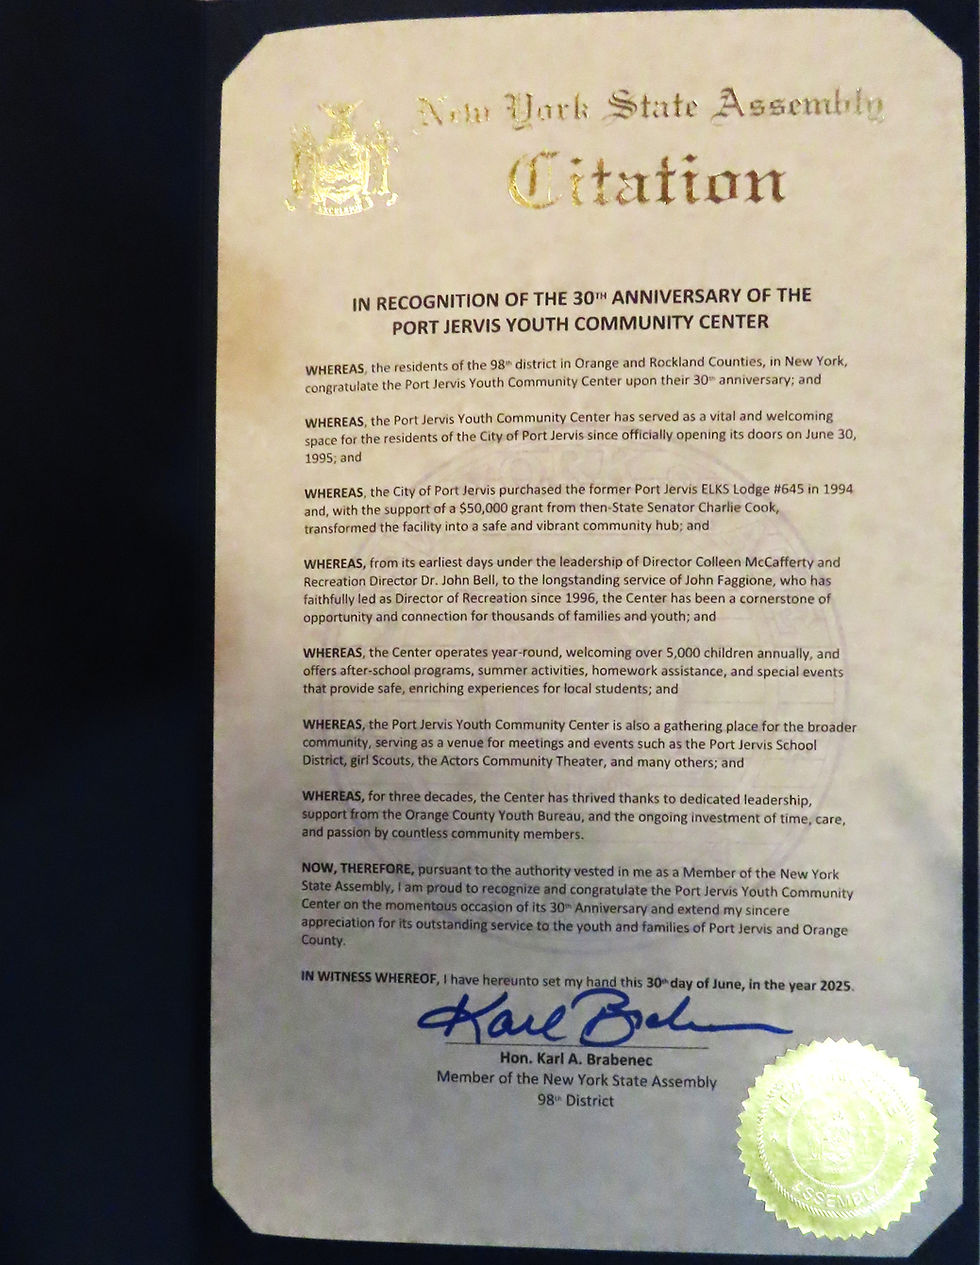 New York State Assembly
Citation
EXCELSIOR
IN RECOGNITION OF THE 30TH ANNIVERSARY OF THE
PORT JERVIS YOUTH COMMUNITY CENTER
WHEREAS, the residents of the 98th district in Orange and Rockland Counties, in New York,
congratulate the Port Jervis Youth Community Center upon their 30th anniversary; and
WHEREAS, the Port Jervis Youth Community Center has served as a vital and welcoming
space for the residents of the City of Port Jervis since officially opening its doors on June 30,
1995; and
WHEREAS, the City of Port Jervis purchased the former Port Jervis ELKS Lodge #645 in 1994
and, with the support of a $50,000 grant from then-State Senator Charlie Cook,
transformed the facility into a safe and vibrant community hub; and
WHEREAS, from its earliest days under the leadership of Director Colleen McCafferty and
Recreation Director Dr. John Bell, to the longstanding service of John Faggione, who has
faithfully led as Director of Recreation since 1996, the Center has been a cornerstone of
opportunity and connection for thousands of families and youth; and
WHEREAS, the Center operates year-round, welcoming over 5,000 children annually, and
offers after-school programs, summer activities, homework assistance, and special events
that provide safe, enriching experiences for local students; and
WHEREAS, the Port Jervis Youth Community Center is also a gathering place for the broader
community, serving as a venue for meetings and events such as the Port Jervis School
District, girl Scouts, the Actors Community Theater, and many others; and
WHEREAS, for three decades, the Center has thrived thanks to dedicated leadership,
support from the Orange County Youth Bureau, and the ongoing investment of time, care,
and passion by countless community members.
NOW, THEREFORE, pursuant to the authority vested in me as a Member of the New York
State Assembly, I am proud to recognize and congratulate the Port Jervis Youth Community
Center on the momentous occasion of its 30th Anniversary and extend my sincere
appreciation for its outstanding service to the youth and families of Port Jervis and Orange
County.
IN WITNESS WHEREOF, I have hereunto set my hand this 30th day of June, in the year 2025.
Karl Brabenec
Hon. Karl A. Brabenec
Member of the New York State Assembly
98th District
ASSEMBLY